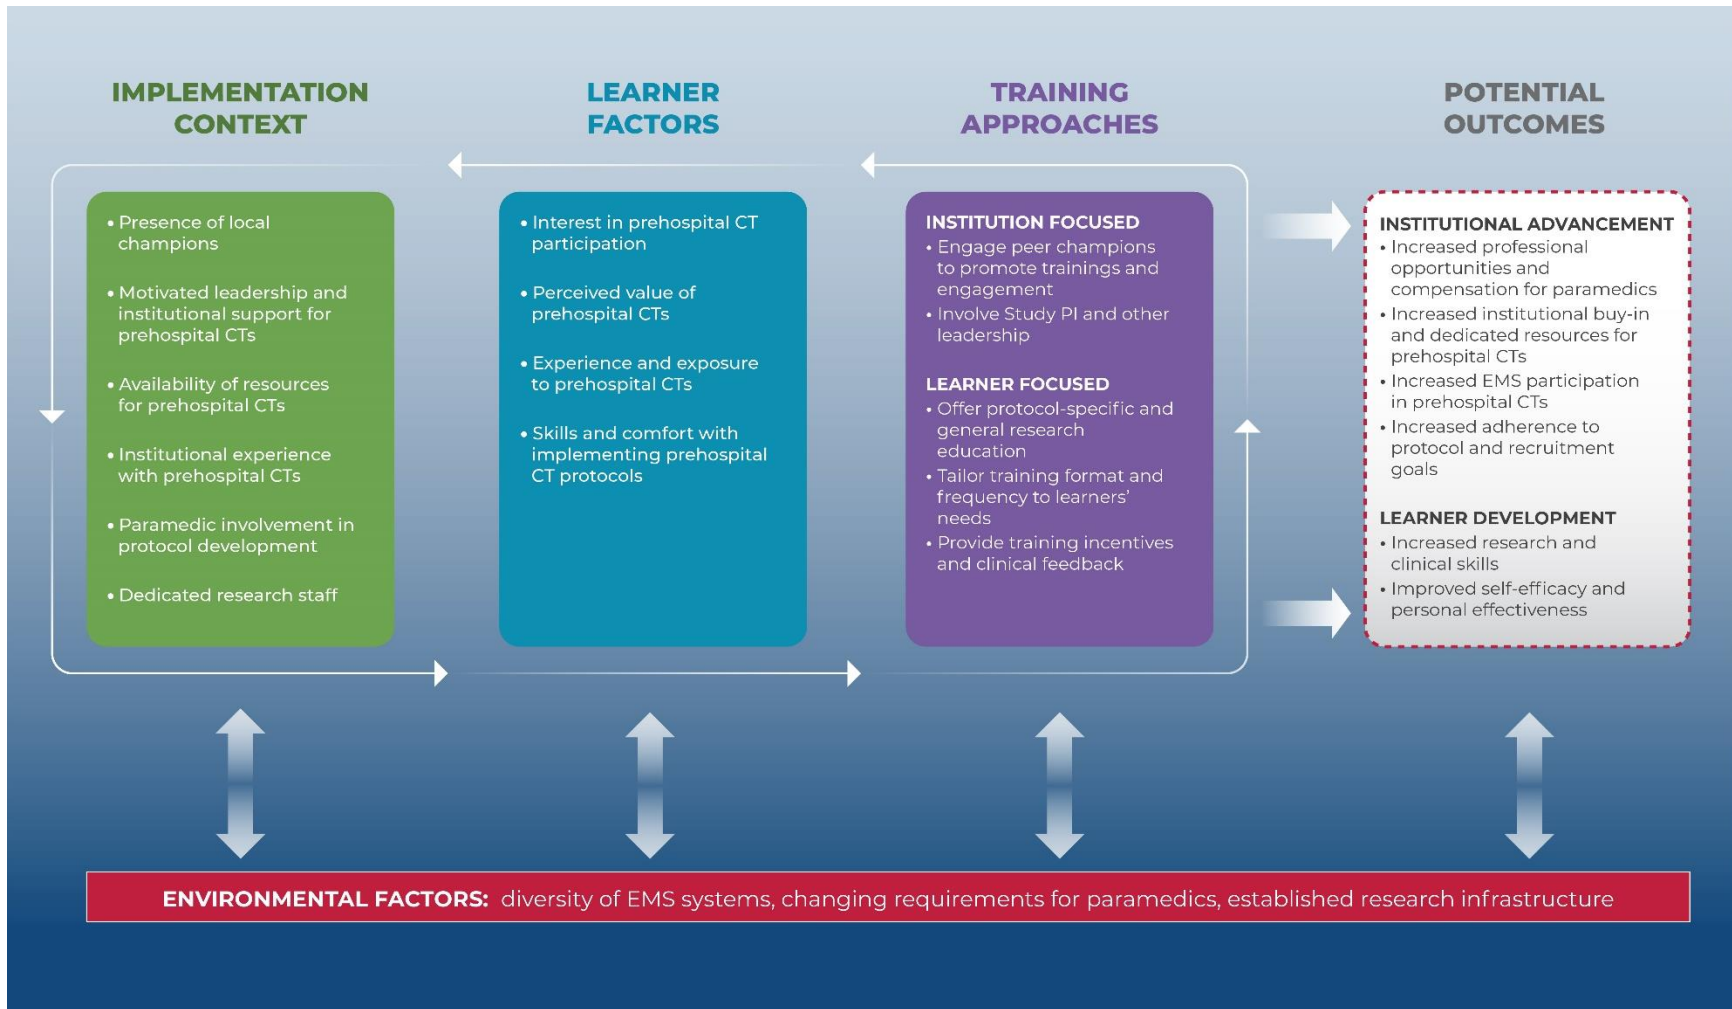 IMPLEMENTATION
CONTEXT
• Presence of local
champions
• Motivated leadership and
institutional support for
prehospital CTs
• Availability of resources
for prehospital CTs
• Institutional experience
with prehospital CTs
• Paramedic involvement in
protocol development
• Dedicated research staff
LEARNER
FACTORS
• Interest in prehospital CT
participation
• Perceived value of
prehospital CTs
• Experience and exposure
to prehospital CTs
• Skills and comfort with
implementing prehospital
CT protocols
TRAINING
APPROACHES
INSTITUTION FOCUSED
• Engage peer champions
to promote trainings and
engagement
• Involve Study PI and other
leadership
LEARNER FOCUSED
• Offer protocol-specific and
general research
education
• Tailor training format and
frequency to learners’
needs
• Provide training incentives
and clinical feedback
POTENTIAL
OUTCOMES
INSTITUTIONAL ADVANCEMENT
• Increased professional
opportunities and
compensation for paramedics
• Increased institutional buy-in
and dedicated resources for
prehospital CTs
• Increased EMS participation
in prehospital CTs
• Increased adherence to
protocol and recruitment
goals
LEARNER DEVELOPMENT
• Increased research and
clinical skills
• Improved self-efficacy and
personal effectiveness
ENVIRONMENTAL FACTORS: diversity of EMS systems, changing requirements for paramedics, established research infrastructure